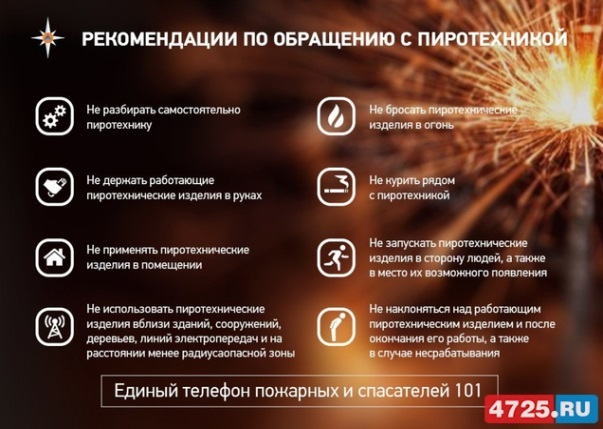 РЕКОМЕНДАЦИИ ПО ОБРАЩЕНИЮ С ПИРОТЕХНИКОЙ
Не разбирать самостоятельно
пиротехнику
Не бросать пиротехнические
изделия в огонь
Не держать работающие
пиротехнические изделия в руках
Не курить рядом
с пиротехникой
Не применять пиротехнические
изделия в помещении
Не запускать пиротехнические
изделия в сторону людей, а также
в место их возможного появления
Не использовать пиротехнические
изделия вблизи зданий, сооружений,
деревьев, линий электропередач и на
расстоянии менее радиусаопасной зоны
Не наклоняться над работающим
пиротехническим изделием и после
окончания его работы, а также
в случае несрабатывания
Единый телефон пожарных и спасателей 101
4725.RU